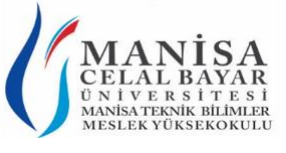 MANİSA
CELAL BAYAR
ÜNİVERSİTESİ
MANİSA TEKNİK BİLİMLER
MESLEK YÜKSEKOKULU